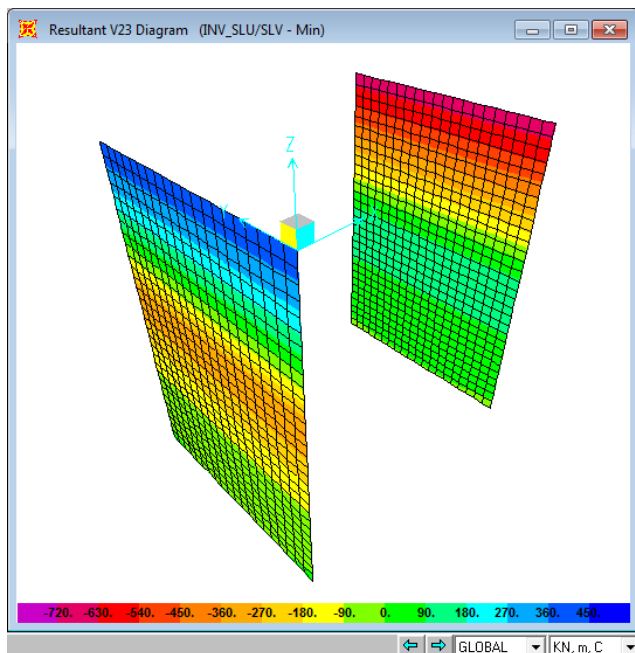 Resultant V23 Diagram (INV_SLU/SLV - Min)
Z
-720. -630. -540. -450. -360. -270. -180. -90. 0. 90. 180. 270. 360. 450.
GLOBAL KN, m, C